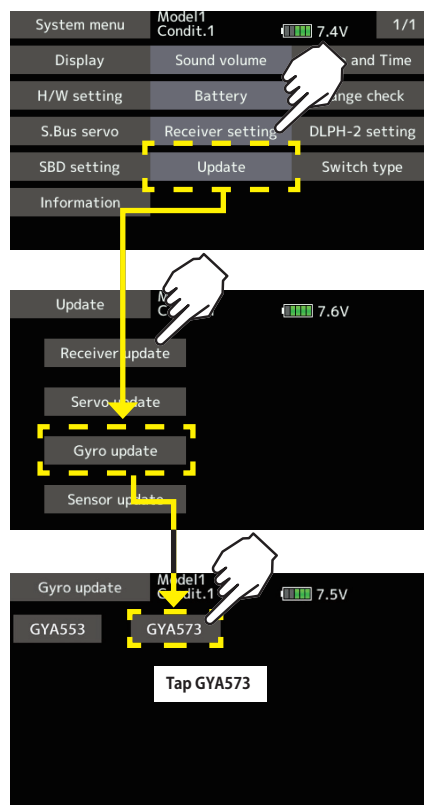 System menu
Model1
Condit.1
7.4V
1/1
Display
Sound volume
and Time
H/W setting
Battery
nge check
S.Bus servo
Receiver setting
DLPH-2 setting
SBD setting
Update
Switch type
Information
Update
7.6V
Receiver update
Servo update
Gyro update
Sensor update
Gyro update
Model1
Condit.1
7.5V
GYA553
GYA573
Tap GYA573